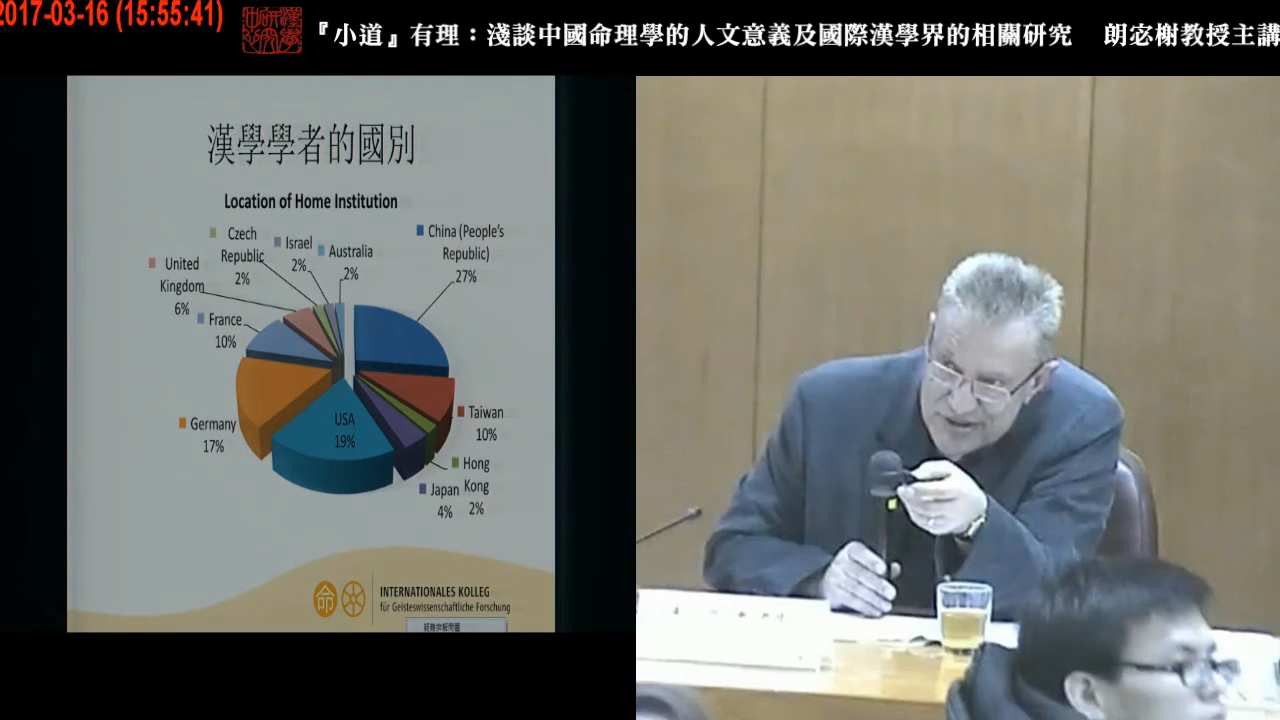 2017-03-16 (15:55:41)
『小道』有理：淺談中國命理學的人文意義及國際漢學界的相關研究 朗宓榭教授主講
漢學學者的國別
Location of Home Institution
Czech
Republic
2%
Israel
2%
Australia
2%
China (People's
Republic)
27%
United
Kingdom
6%
France
10%
Germany
17%
USA
19%
Taiwan
10%
Hong
Kong
2%
Japan
4%
命
INTERNATIONALES KOLLEG
für Geisteswissenschaftliche Forschung